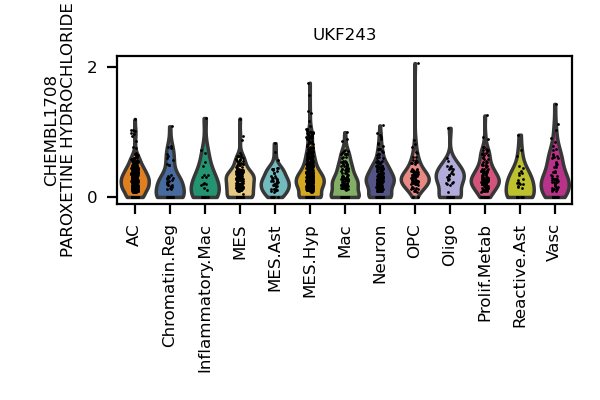 UKF243
CHEMBL1708
PAROXETINE HYDROCHLORIDE
2
0
AC
Chromatin.Reg
Inflammatory.Mac
MES
MES.Ast
MES.Hyp
Mac
Neuron
OPC
Oligo
Prolif.Metab
Reactive.Ast
Vasc